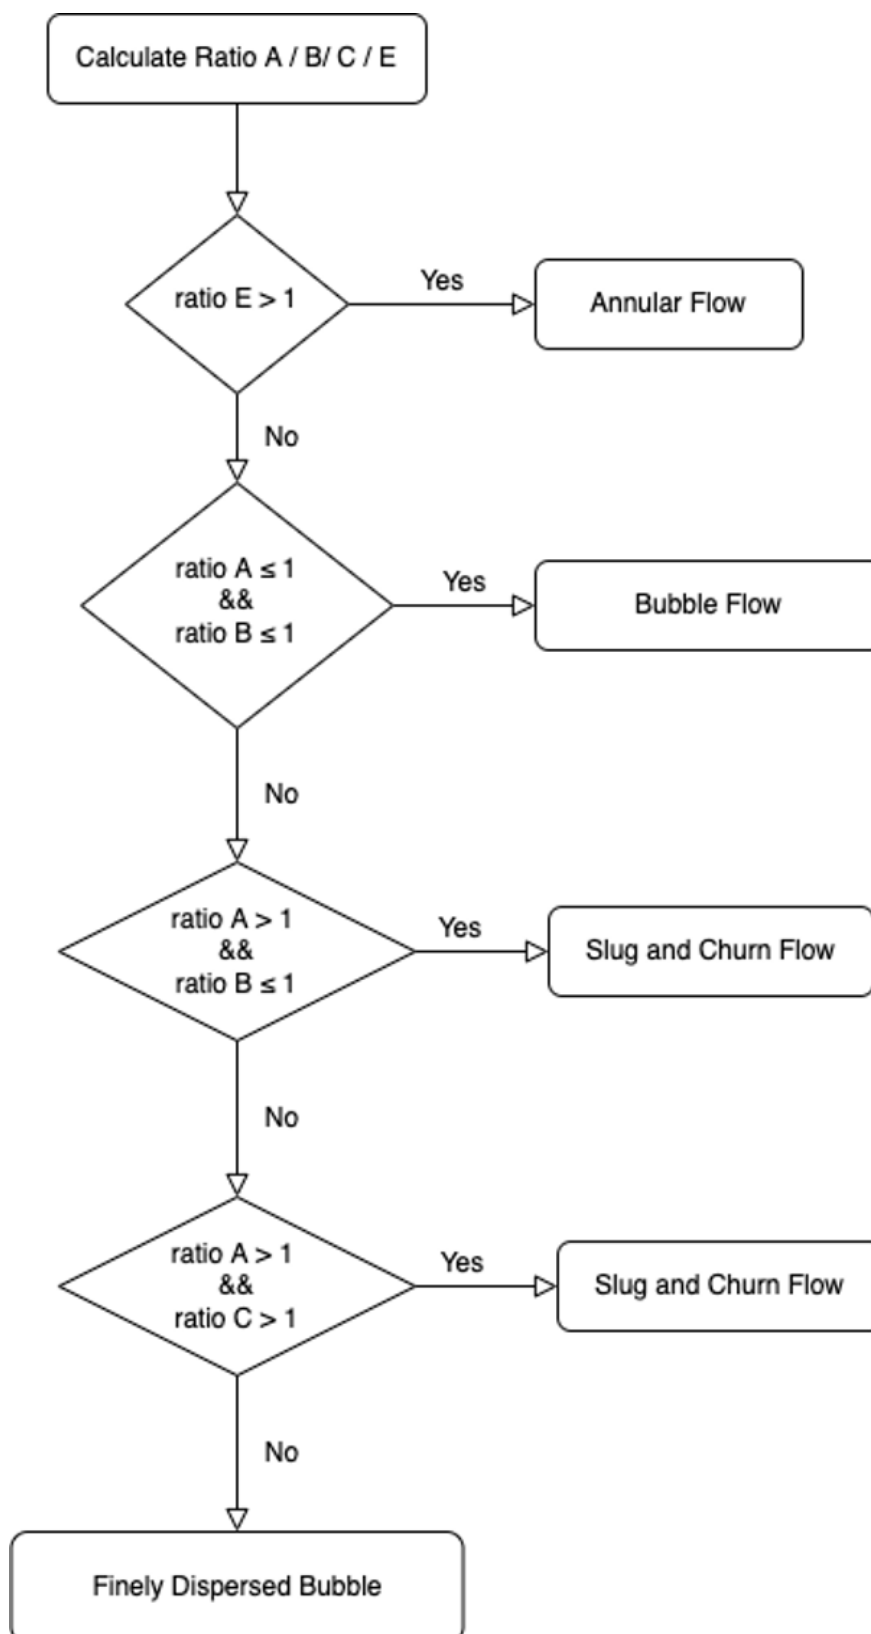 Calculate Ratio A / B/ C / E
ratio E > 1
Yes
Annular Flow
No
ratio A ≤ 1
&&
ratio B ≤ 1
Yes
Bubble Flow
No
ratio A > 1
&&
ratio B ≤ 1
Yes
Slug and Churn Flow
No
ratio A > 1
&&
ratio C > 1
Yes
Slug and Churn Flow
No
Finely Dispersed Bubble